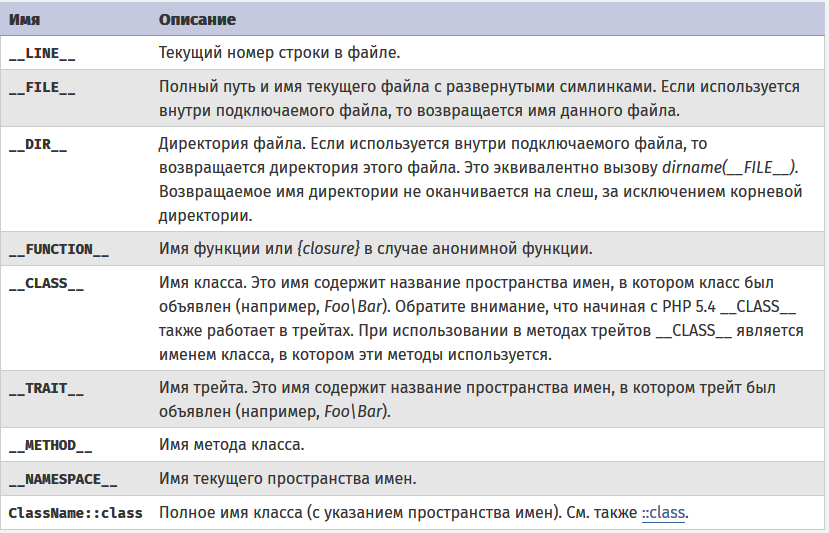 Имя Описание
__LINE__ Текущий номер строки в файле.
__FILE__ Полный путь и имя текущего файла с развернутыми симлинками. Если используется
внутри подключаемого файла, то возвращается имя данного файла.
__DIR__ Директория файла. Если используется внутри подключаемого файла, то
возвращается директория этого файла. Это эквивалентно вызову dirname(__FILE__).
Возвращаемое имя директории не оканчивается на слеш, за исключением корневой
директории.
__FUNCTION__ Имя функции или {closure} в случае анонимной функции.
__CLASS__ Имя класса. Это имя содержит название пространства имен, в котором класс был
объявлен (например, Foo\Bar). Обратите внимание, что начиная с PHP 5.4 __CLASS__
также работает в трейтах. При использовании в методах трейтов __CLASS__ является
именем класса, в котором эти методы используется.
__TRAIT__ Имя трейта. Это имя содержит название пространства имен, в котором трейт был
объявлен (например, Foo\Bar).
__METHOD__ Имя метода класса.
__NAMESPACE__ Имя текущего пространства имен.
ClassName::class Полное имя класса (с указанием пространства имен). См. также ::class.